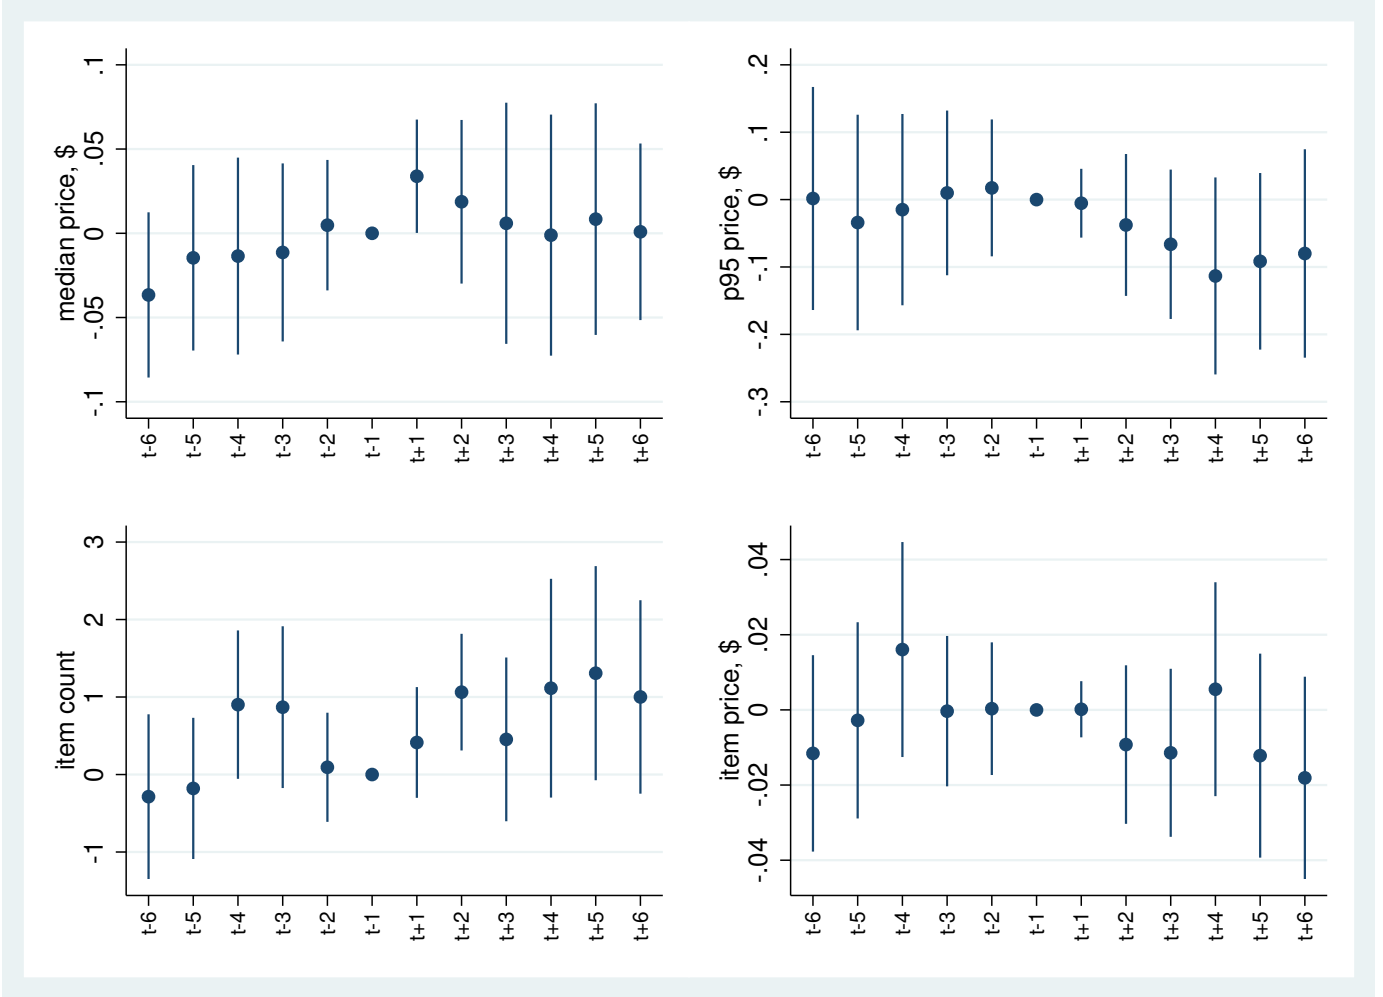 median price, $
.1
.05
0
-.05
-.1
t-6 t-5 t-4 t-3 t-2 t-1 t+1 t+2 t+3 t+4 t+5 t+6
p95 price, $
.2
.1
0
-.1
-.2
-.3
t-6 t-5 t-4 t-3 t-2 t-1 t+1 t+2 t+3 t+4 t+5 t+6
item count
3
2
1
0
-1
t-6 t-5 t-4 t-3 t-2 t-1 t+1 t+2 t+3 t+4 t+5 t+6
item price, $
.04
.02
0
-.02
-.04
t-6 t-5 t-4 t-3 t-2 t-1 t+1 t+2 t+3 t+4 t+5 t+6